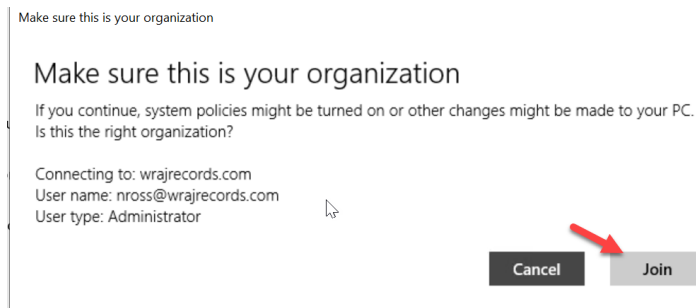 Make sure this is your organization
Make sure this is your organization
If you continue, system policies might be turned on or other changes might be made to your PC.
Is this the right organization?
Connecting to: wrajrecords.com
User name: nross@wrajrecords.com
User type: Administrator
Cancel
Join